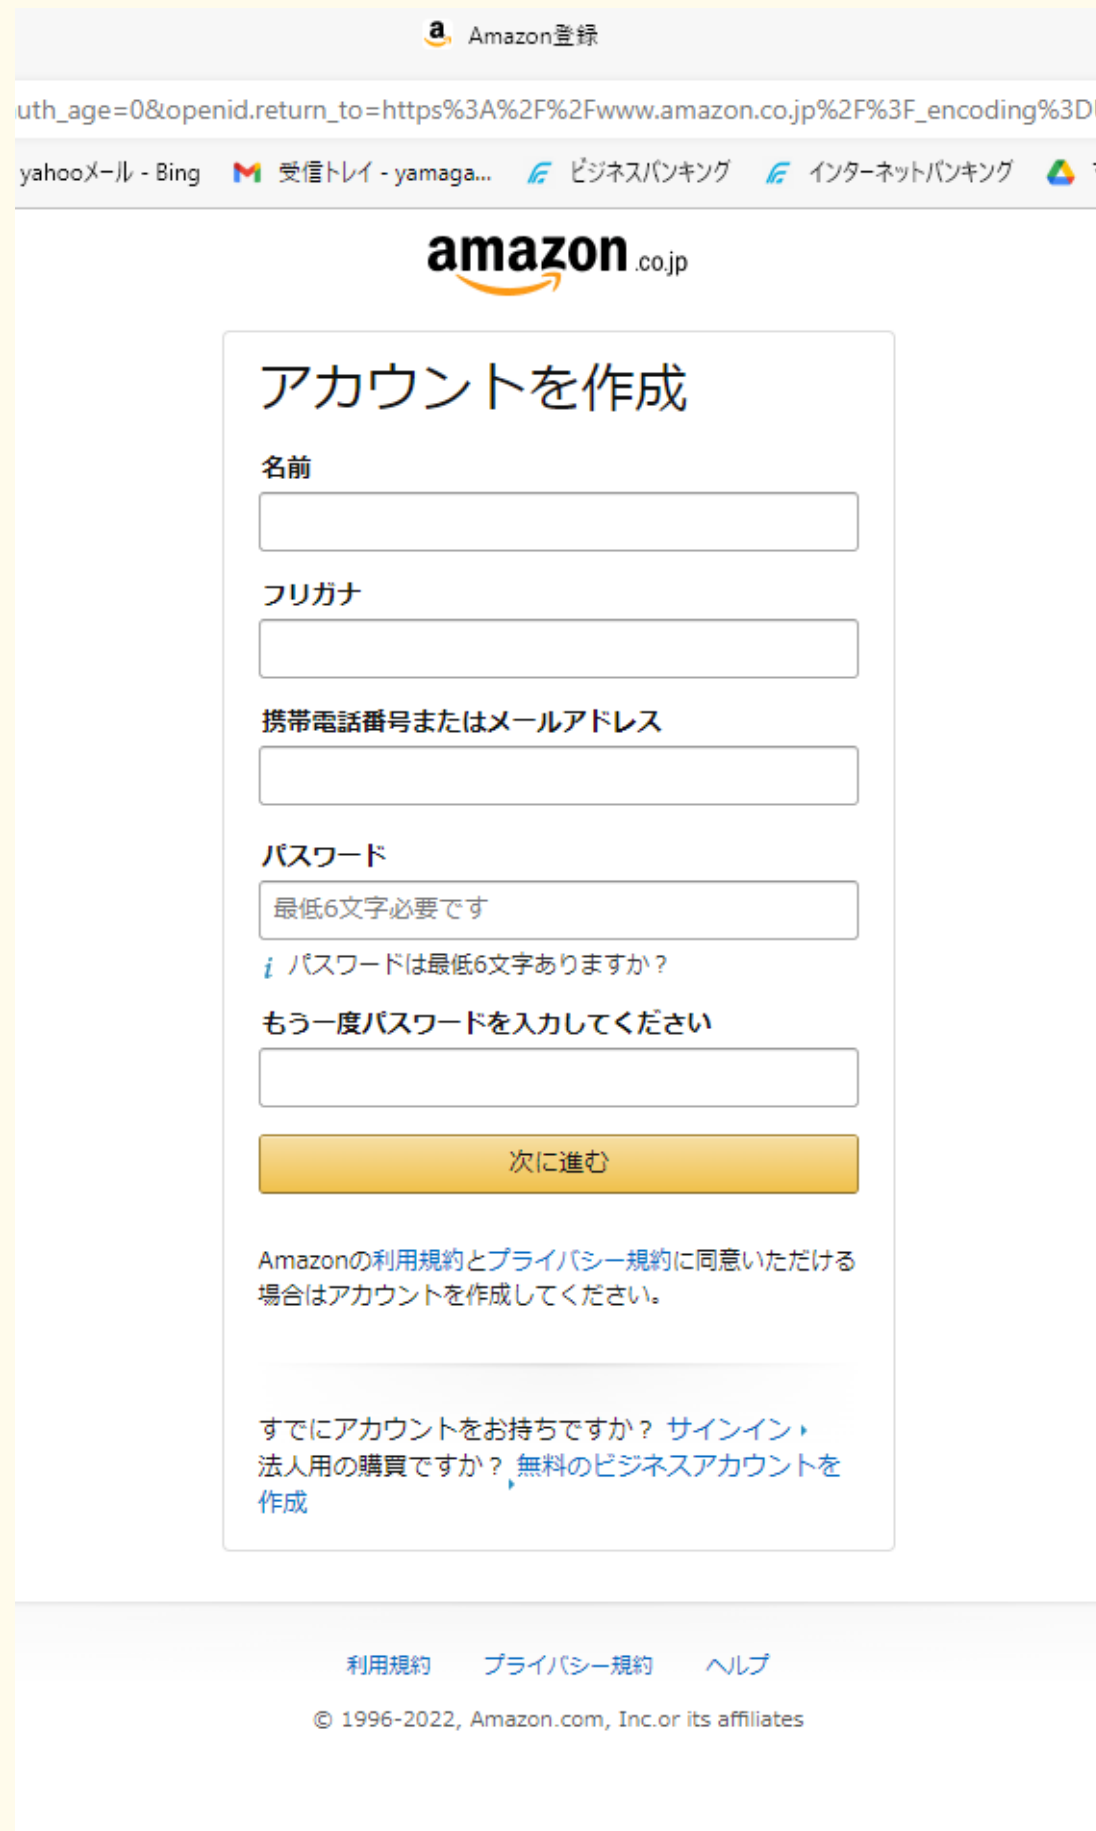 Amazon登録
uth_age=0&openid.return_to=https%3A%2F%2Fwww.amazon.co.jp%2F%3F_encoding%3D
yahooメール - Bing 受信トレイ - yamaga... ビジネスバンキング インターネットバンキング
amazon.co.jp
アカウントを作成
名前
フリガナ
携帯電話番号またはメールアドレス
パスワード
最低6文字必要です
i パスワードは最低6文字ありますか？
もう一度パスワードを入力してください
次に進む
Amazonの利用規約とプライバシー規約に同意いただける
場合はアカウントを作成してください。
すでにアカウントをお持ちですか？ サインイン
法人用の購買ですか？ 無料のビジネスアカウントを
作成
利用規約 プライバシー規約 ヘルプ
© 1996-2022, Amazon.com, Inc.or its affiliates